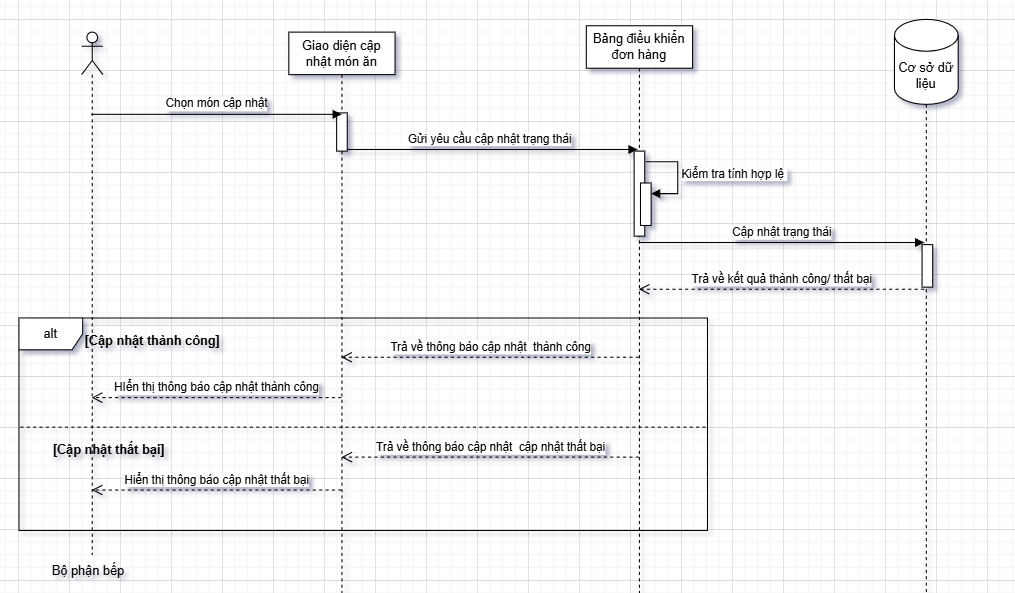 Giao diện cập
nhật món ăn
Bảng điều khiển
đơn hàng
Cơ sở dữ
liệu
Chọn món cập nhật
Gửi yêu cầu cập nhật trạng thái
Kiểm tra tính hợp lệ
Cập nhật trạng thái
Trả về kết quả thành công/ thất bại
alt
[Cập nhật thành công]
Trả về thông báo cập nhật  thành công
HIển thị thông báo cập nhật thành công
[Cập nhật thất bại]
Trả về thông báo cập nhật  cập nhật thất bại
Hiển thị thông báo cập nhật thất bại
Bộ phận bếp